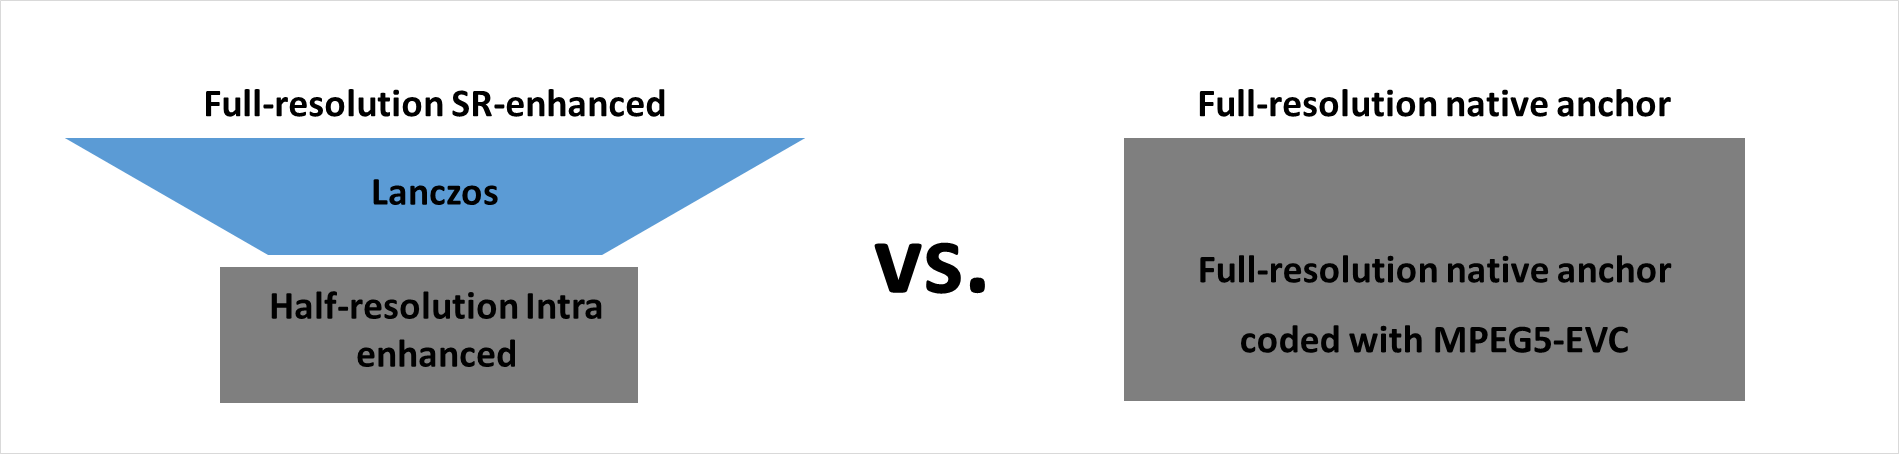 Full-resolution SR-enhanced
Lanczos
Half-resolution Intra
enhanced
vs.
Full-resolution native anchor
Full-resolution native anchor
coded with MPEG5-EVC